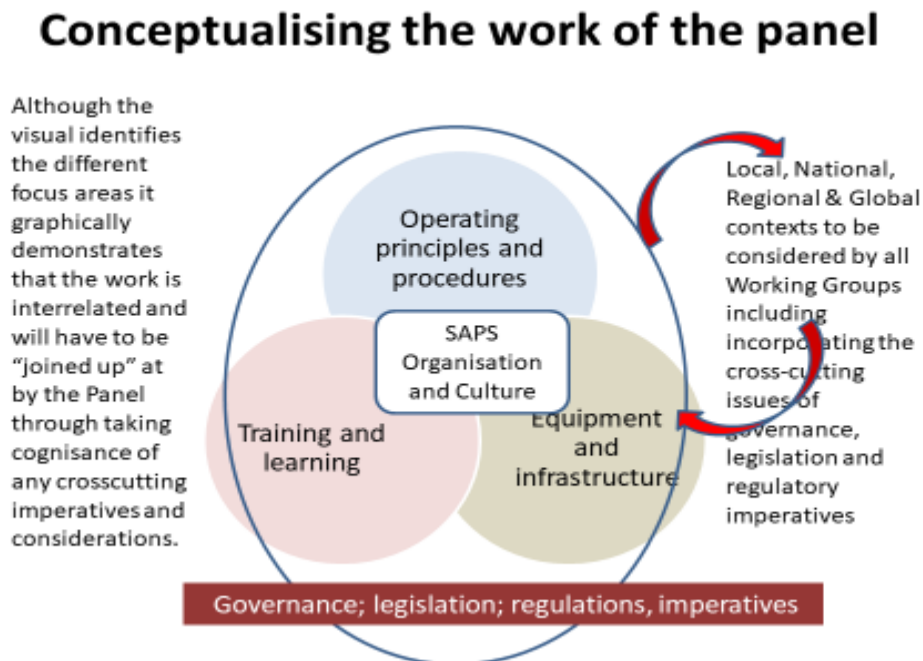 Conceptualising the work of the panel
Although the
visual identifies
the different
focus areas it
graphically
demonstrates
that the work is
interrelated and
will have to be
“joined up” at
by the Panel
through taking
cognisance of
any crosscutting
imperatives and
considerations.
Operating
principles and
procedures
SAPS
Organisation
and Culture
Training and
learning
Equipment
and
infrastructure
Local, National,
Regional & Global
contexts to be
considered by all
Working Groups
including
incorporating the
cross-cutting
issues of
governance,
legislation and
regulatory
imperatives
Governance; legislation; regulations, imperatives